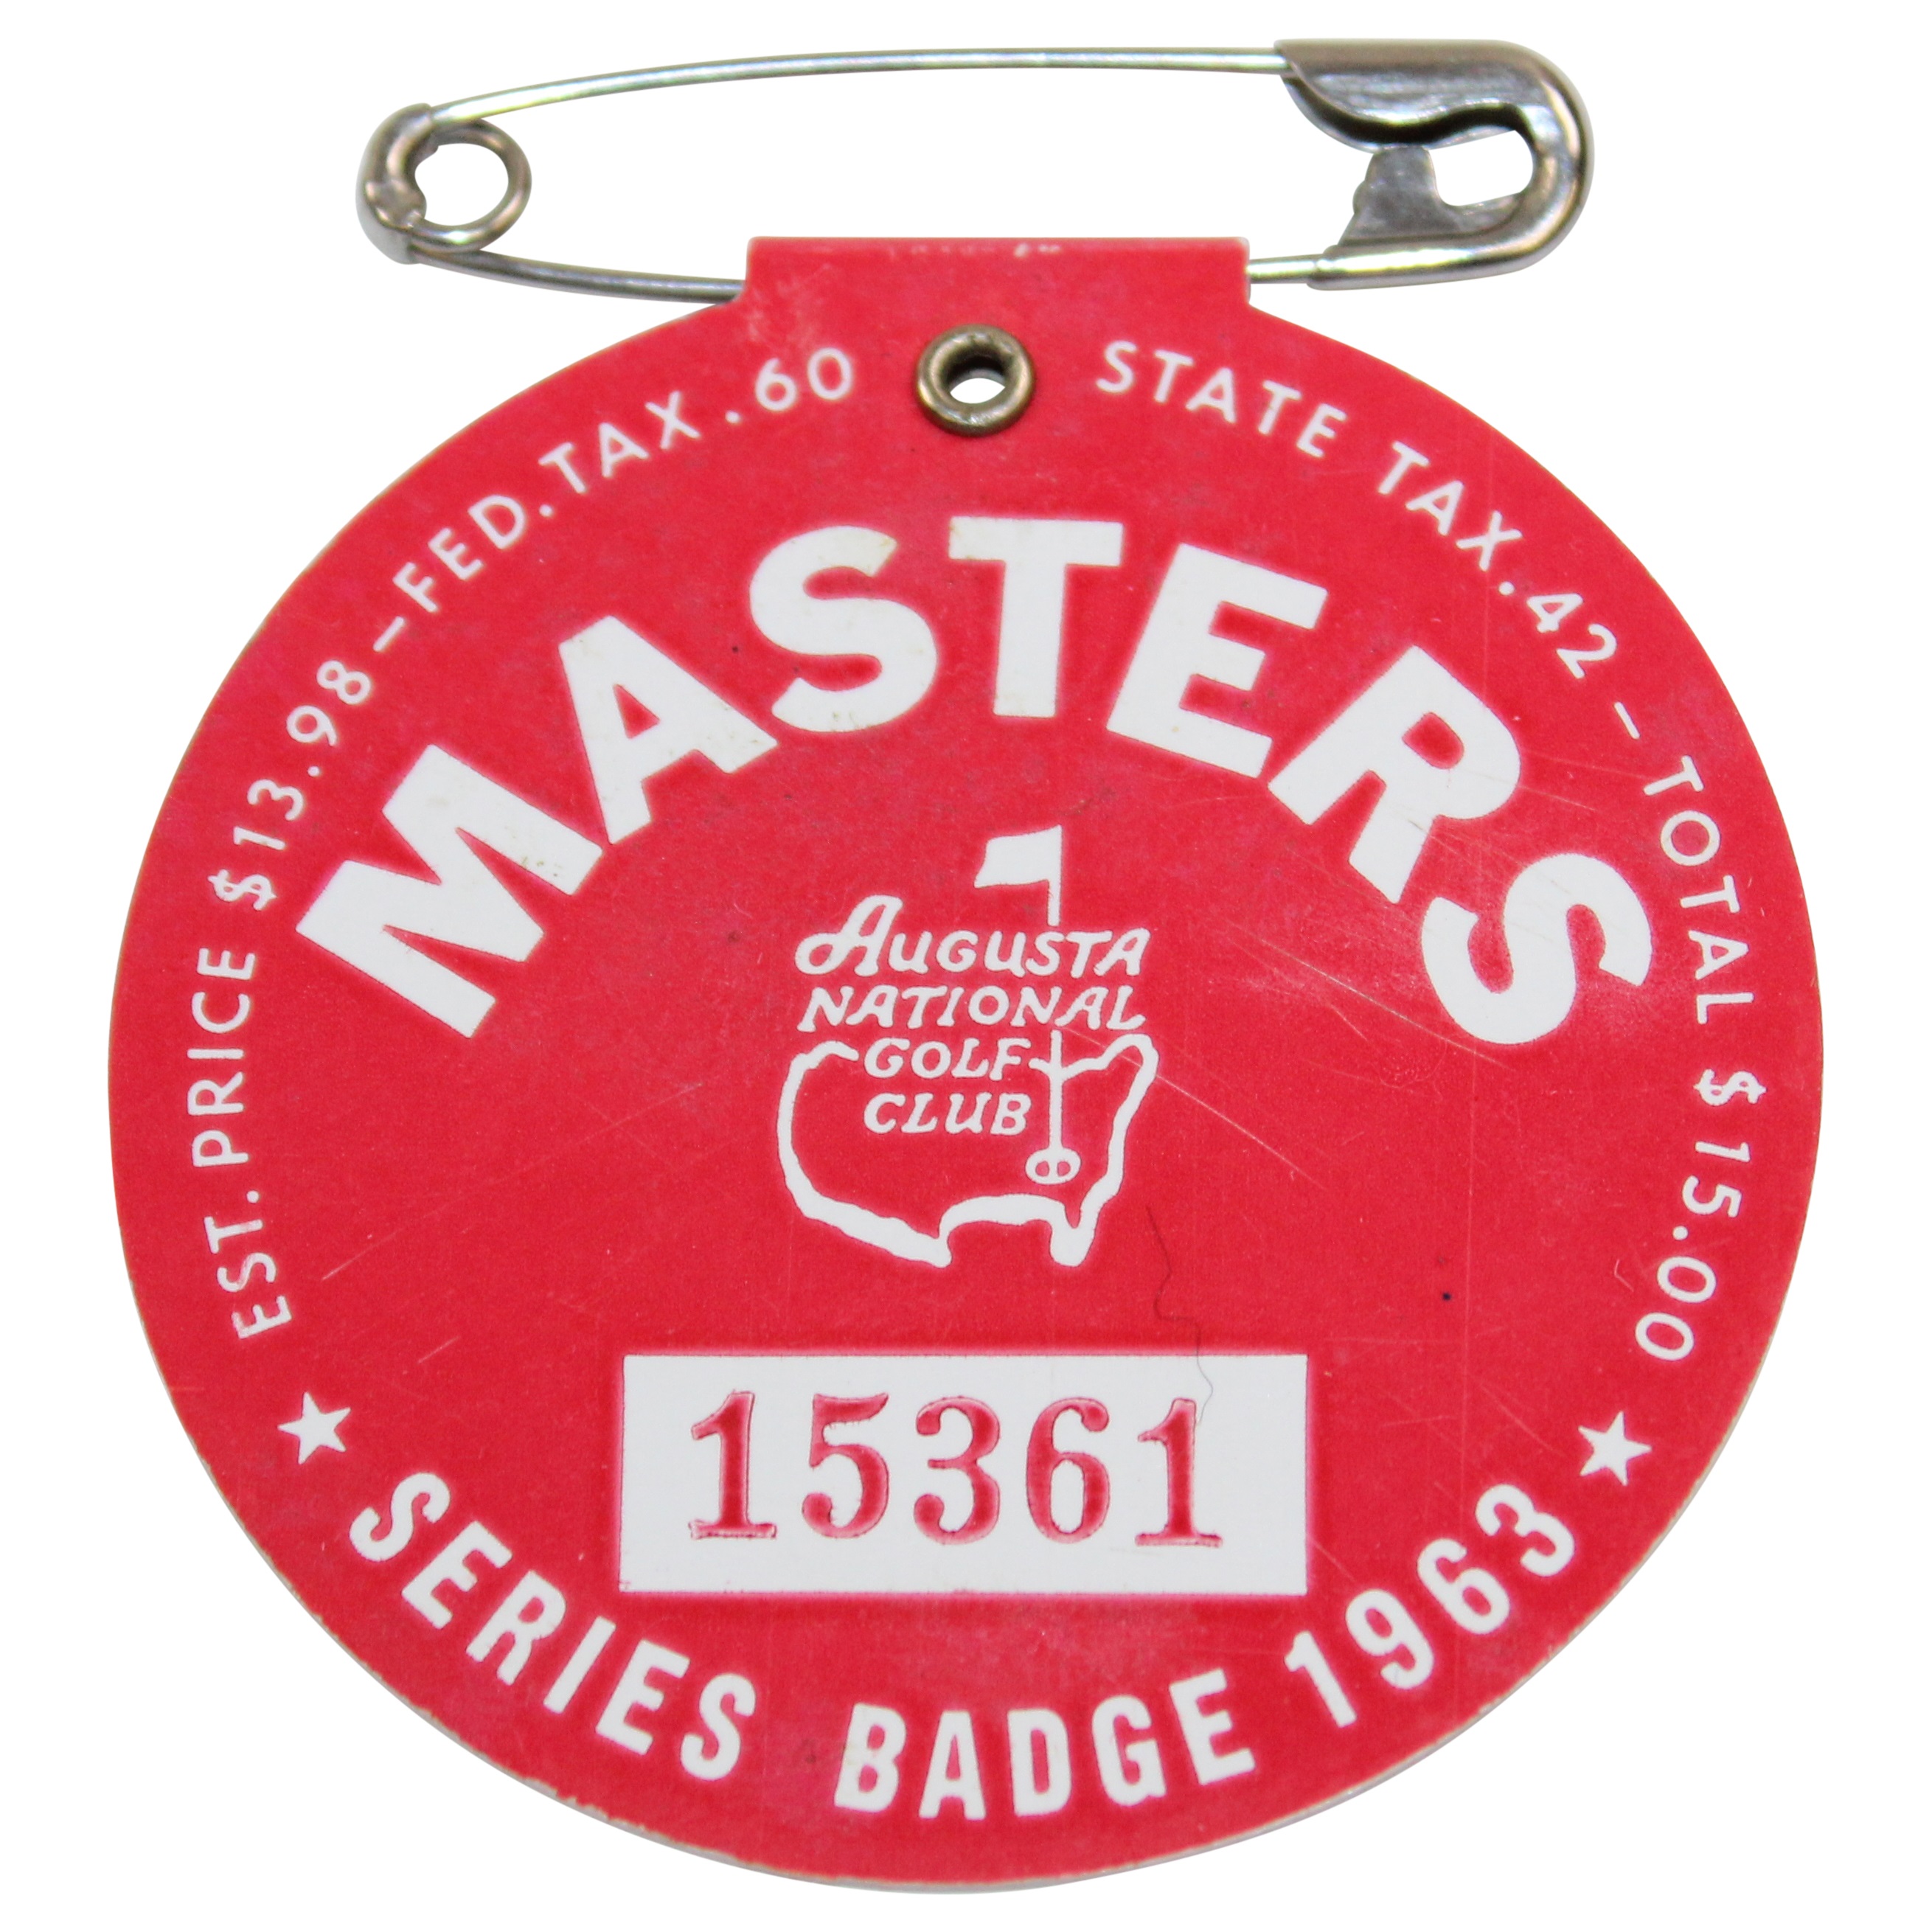 EST. PRICE $13.98 – FED. TAX .60 STATE TAX .42 – TOTAL $15.00
MASTERS
AUGUSTA
NATIONAL
GOLF
CLUB
15361
★ SERIES BADGE 1963 ★